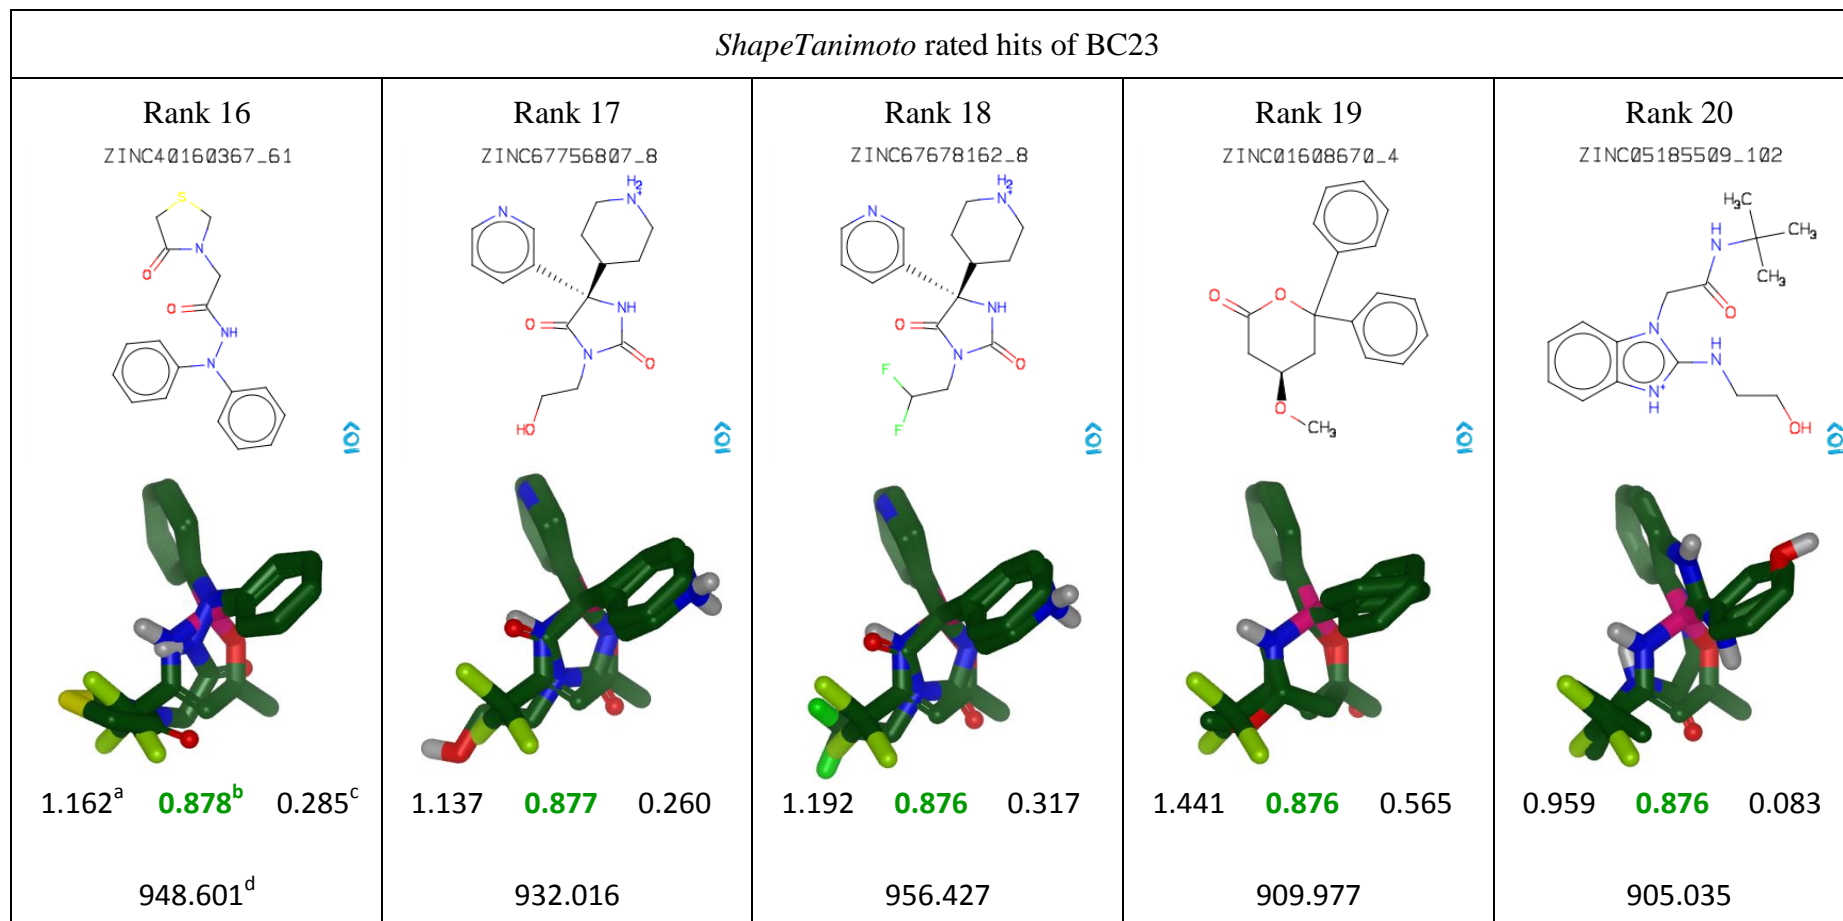 ShapeTanimoto rated hits of BC23
Rank 16 Rank 17 Rank 18 Rank 19 Rank 20
ZINC40160367_61 ZINC67756807_8 ZINC67678162_8 ZINC01608670_4 ZINC05185509_102
S N O O NH N
N H2 N+ NH O O N HO
N H2 N+ NH O O N F F
O O O CH3
H3C CH3 CH3 H N O N H N N+ H OH
1.162a 0.878b 0.285c 1.137 0.877 0.260 1.192 0.876 0.317 1.441 0.876 0.565 0.959 0.876 0.083
948.601d 932.016 956.427 909.977 905.035